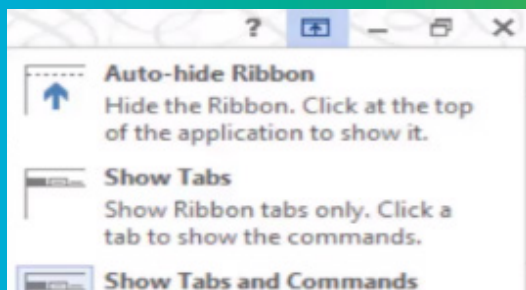 ?
Auto-hide Ribbon
Hide the Ribbon. Click at the top
of the application to show it.
Show Tabs
Show Ribbon tabs only. Click a
tab to show the commands.
Show Tabs and Commands